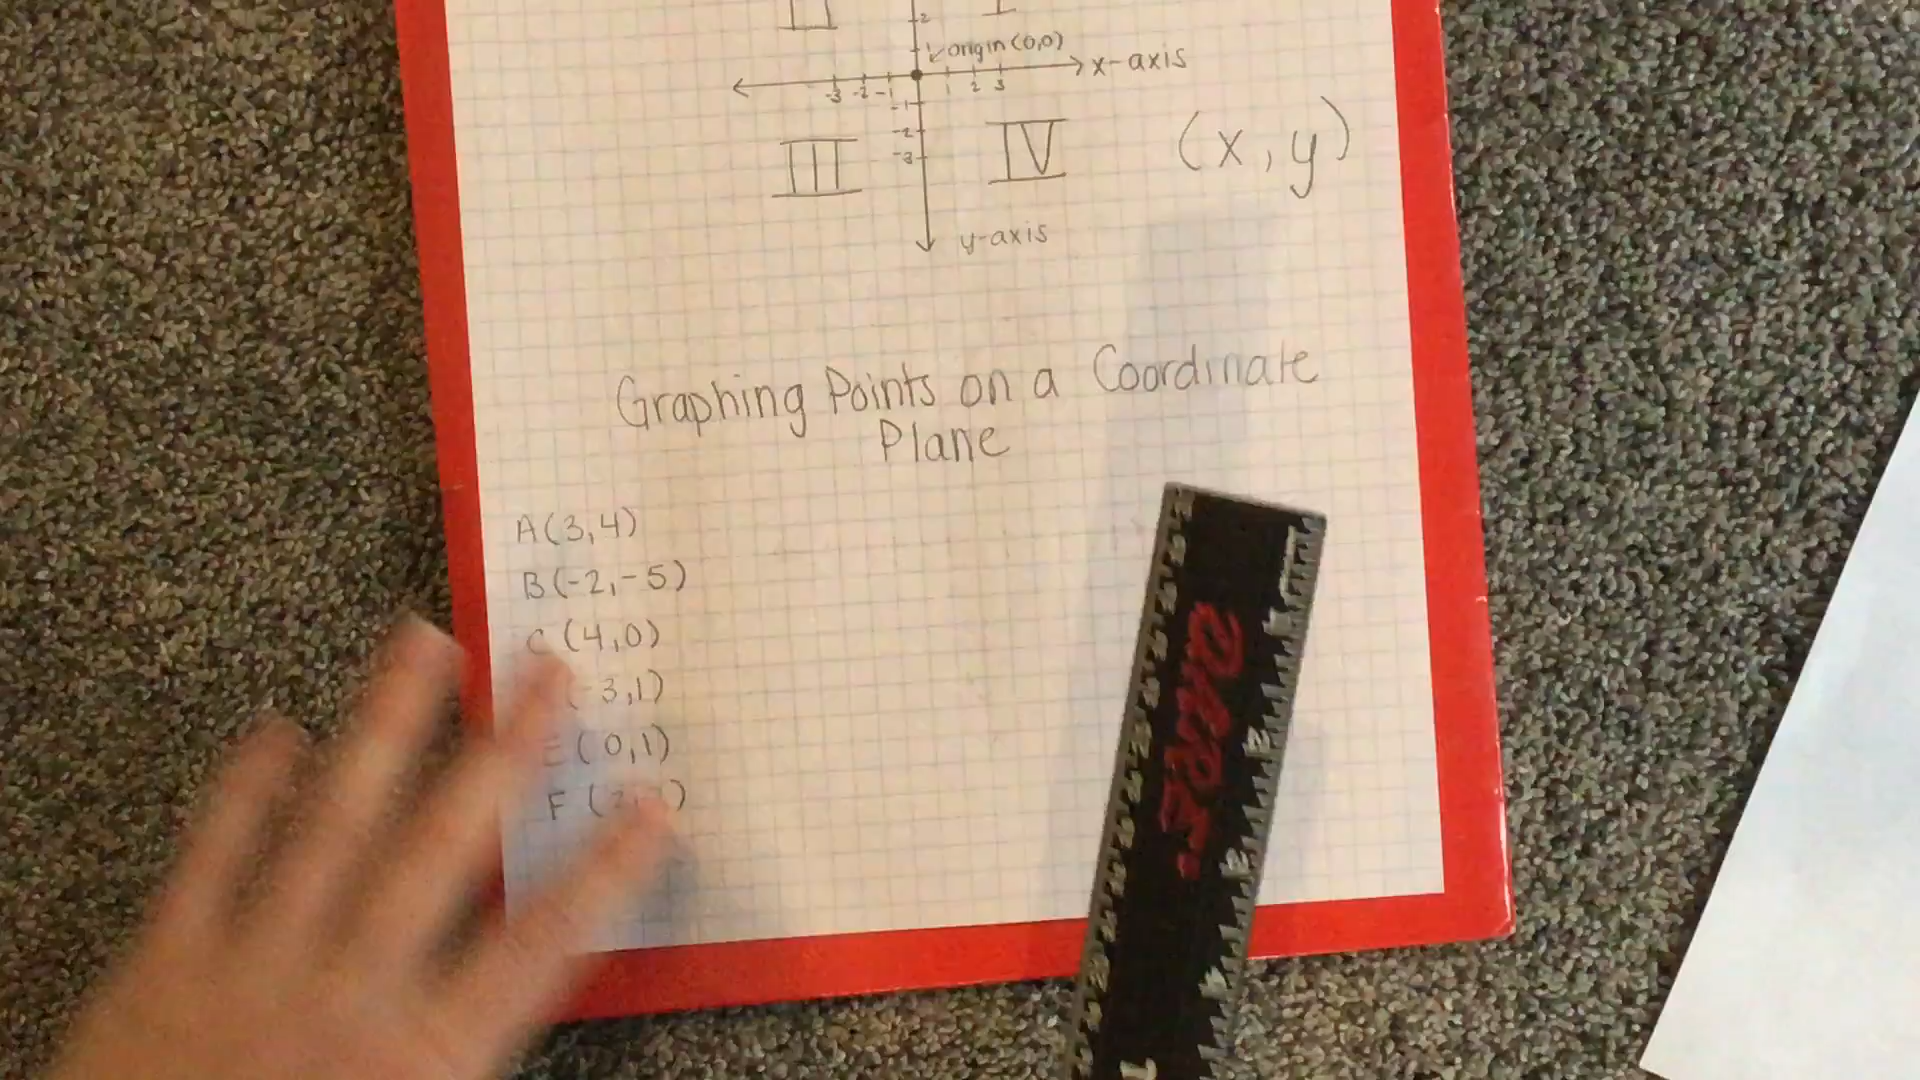 II I
2
origin (0,0)
x-axis
-3 -2 -1 1 2 3
-1
-2
-3
III IV (x, y)
y-axis
Graphing Points on a Coordinate
Plane
A(3,4)
B(-2,-5)
C(4,0)
(-3,1)
E(0,1)
F(